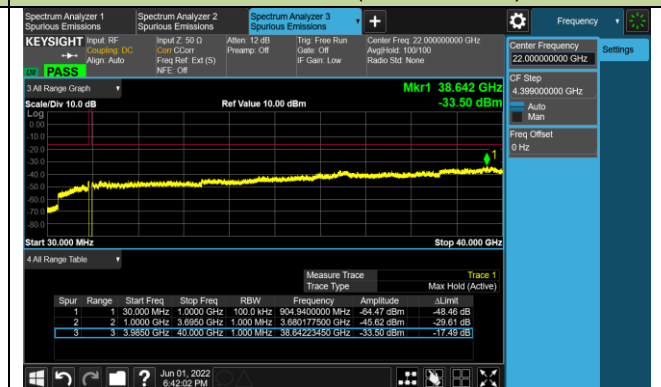 Spectrum Analyzer 1 Spectrum Analyzer 2 Spectrum Analyzer 3 Frequency
Spurious Emissions Spurious Emissions Spurious Emissions
KEYSIGHT Input: RF Input Z: 50 Ω Atten: 12 dB Trig: Free Run Center Freq: 22.000000000 GHz
Coupling: DC Corr CCorr Preamp: Off Gate: Off Avg|Hold: 100/100
Align: Auto Freq Ref: Ext (S) IF Gain: Low Radio Std: None
NFE: Off
LW PASS
3 All Range Graph Mkr1 38.642 GHz
Scale/Div 10.0 dB Ref Value 10.00 dBm -33.50 dBm
Log
0.00
-10.0
-20.0
-30.0
-40.0
-50.0
-60.0
-70.0
-80.0
1
Start 30.000 MHz Stop 40.000 GHz
4 All Range Table
Measure Trace Trace 1
Trace Type Max Hold (Active)
Spur Range Start Freq Stop Freq RBW Frequency Amplitude ΔLimit
1 1 30.000 MHz 1.0000 GHz 100.0 kHz 904.9400000 MHz -64.47 dBm -48.46 dB
2 2 1.0000 GHz 3.6950 GHz 1.000 MHz 3.680177500 GHz -45.62 dBm -29.61 dB
3 3 3.9850 GHz 40.000 GHz 1.000 MHz 38.64223450 GHz -33.50 dBm -17.49 dB
Jun 01, 2022
6:42:02 PM
Center Frequency
22.000000000 GHz
Settings
CF Step
4.399000000 GHz
Auto
Man
Freq Offset
0 Hz